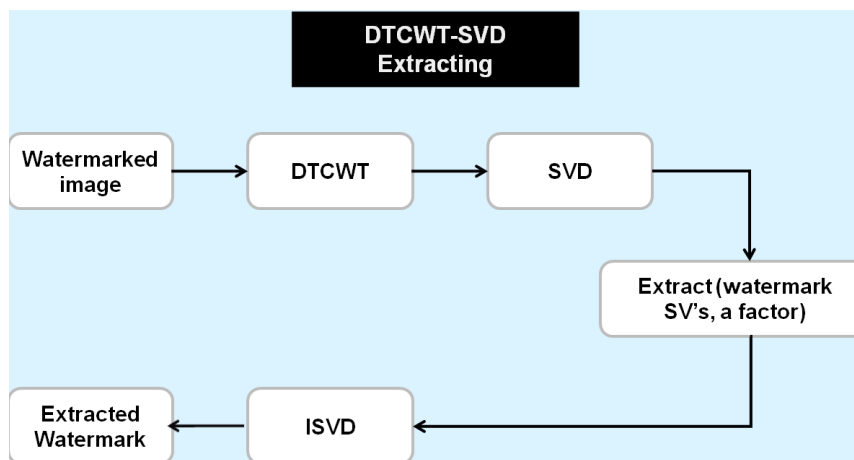 DTCWT-SVD
Extracting
Watermarked
image
DTCWT
SVD
Extract (watermark
SV's, a factor)
ISVD
Extracted
Watermark